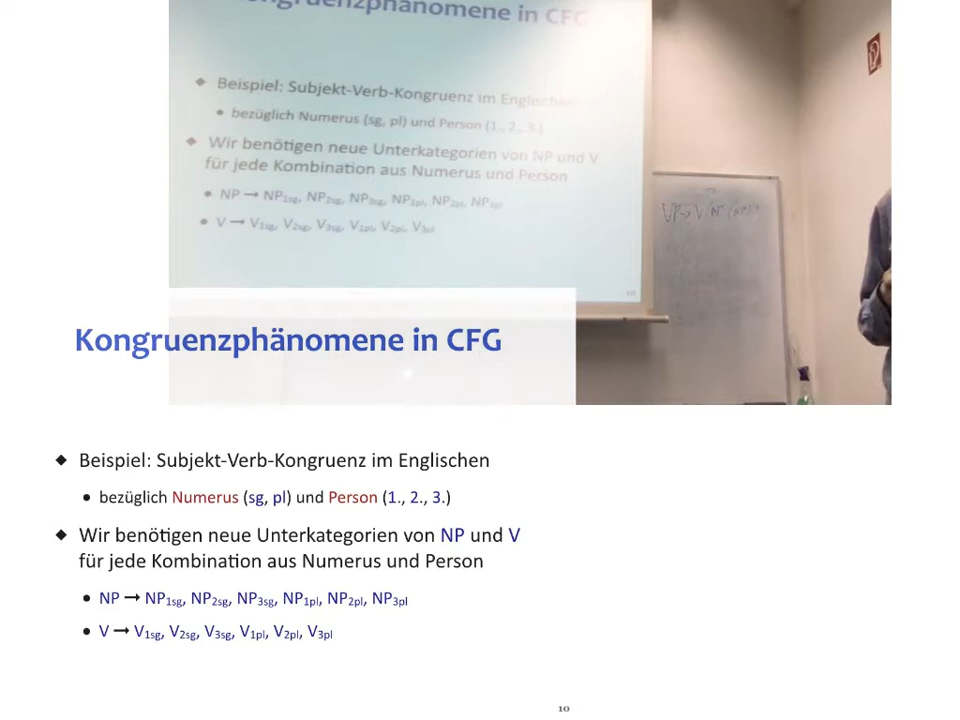 Kongruenzphänomene in CFG
◆ Beispiel: Subjekt-Verb-Kongruenz im Englischen
• bezüglich Numerus (sg, pl) und Person (1., 2., 3.)
◆ Wir benötigen neue Unterkategorien von NP und V
für jede Kombination aus Numerus und Person
• NP → NP1sg, NP2sg, NP3sg, NP1pl, NP2pl, NP3pl
• V → V1sg, V2sg, V3sg, V1pl, V2pl, V3pl
10
Kongruenzphänomene in CFG
◆ Beispiel: Subjekt-Verb-Kongruenz im Englischen
• bezüglich Numerus (sg, pl) und Person (1., 2., 3.)
◆ Wir benötigen neue Unterkategorien von NP und V
für jede Kombination aus Numerus und Person
• NP → NP1sg, NP2sg, NP3sg, NP1pl, NP2pl, NP3pl
• V → V1sg, V2sg, V3sg, V1pl, V2pl, V3pl
10